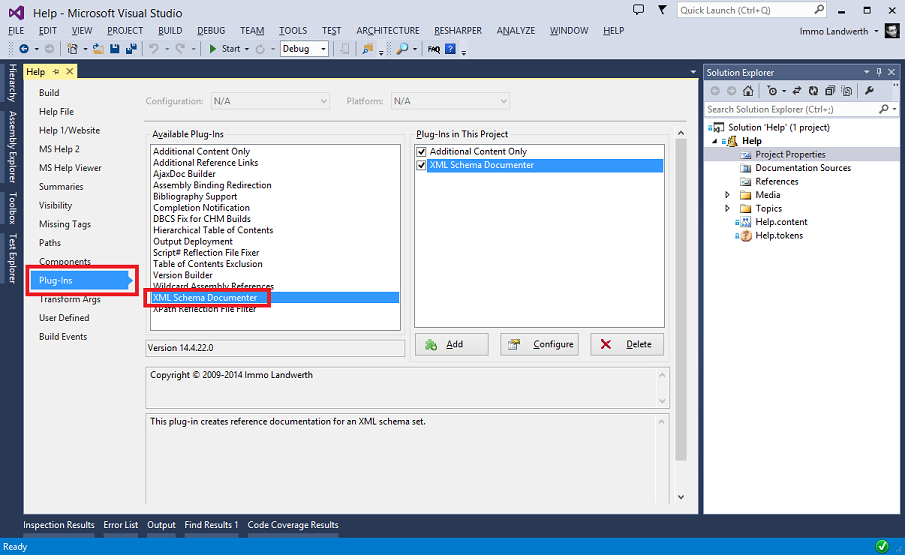 Help - Microsoft Visual Studio
Quick Launch (Ctrl+Q)
FILE EDIT VIEW PROJECT BUILD DEBUG TEAM TOOLS TEST ARCHITECTURE RESHARPER ANALYZE WINDOW HELP
Immo Landwerth
Start
Debug
FAQ
?
Hierarchy
Assembly Explorer
Toolbox
Test Explorer
Help
Build
Help File
Help 1/Website
MS Help 2
MS Help Viewer
Summaries
Visibility
Missing Tags
Paths
Components
Plug-Ins
Transform Args
User Defined
Build Events
Configuration: N/A Platform: N/A
Available Plug-Ins
Additional Content Only
Additional Reference Links
AjaxDoc Builder
Assembly Binding Redirection
Bibliography Support
Completion Notification
DBCS Fix for CHM Builds
Hierarchical Table of Contents
Output Deployment
Script# Reflection File Fixer
Table of Contents Exclusion
Version Builder
Wildcard Assembly References
XML Schema Documenter
XPath Reflection File Filter
Version 14.4.22.0
Plug-Ins in This Project
Additional Content Only
XML Schema Documenter
Add Configure Delete
Copyright © 2009-2014 Immo Landwerth
This plug-in creates reference documentation for an XML schema set.
Solution Explorer
Search Solution Explorer (Ctrl+;)
Solution 'Help' (1 project)
Help
Project Properties
Documentation Sources
References
Media
Topics
Help.content
Help.tokens
Inspection Results Error List Output Find Results 1 Code Coverage Results
Ready